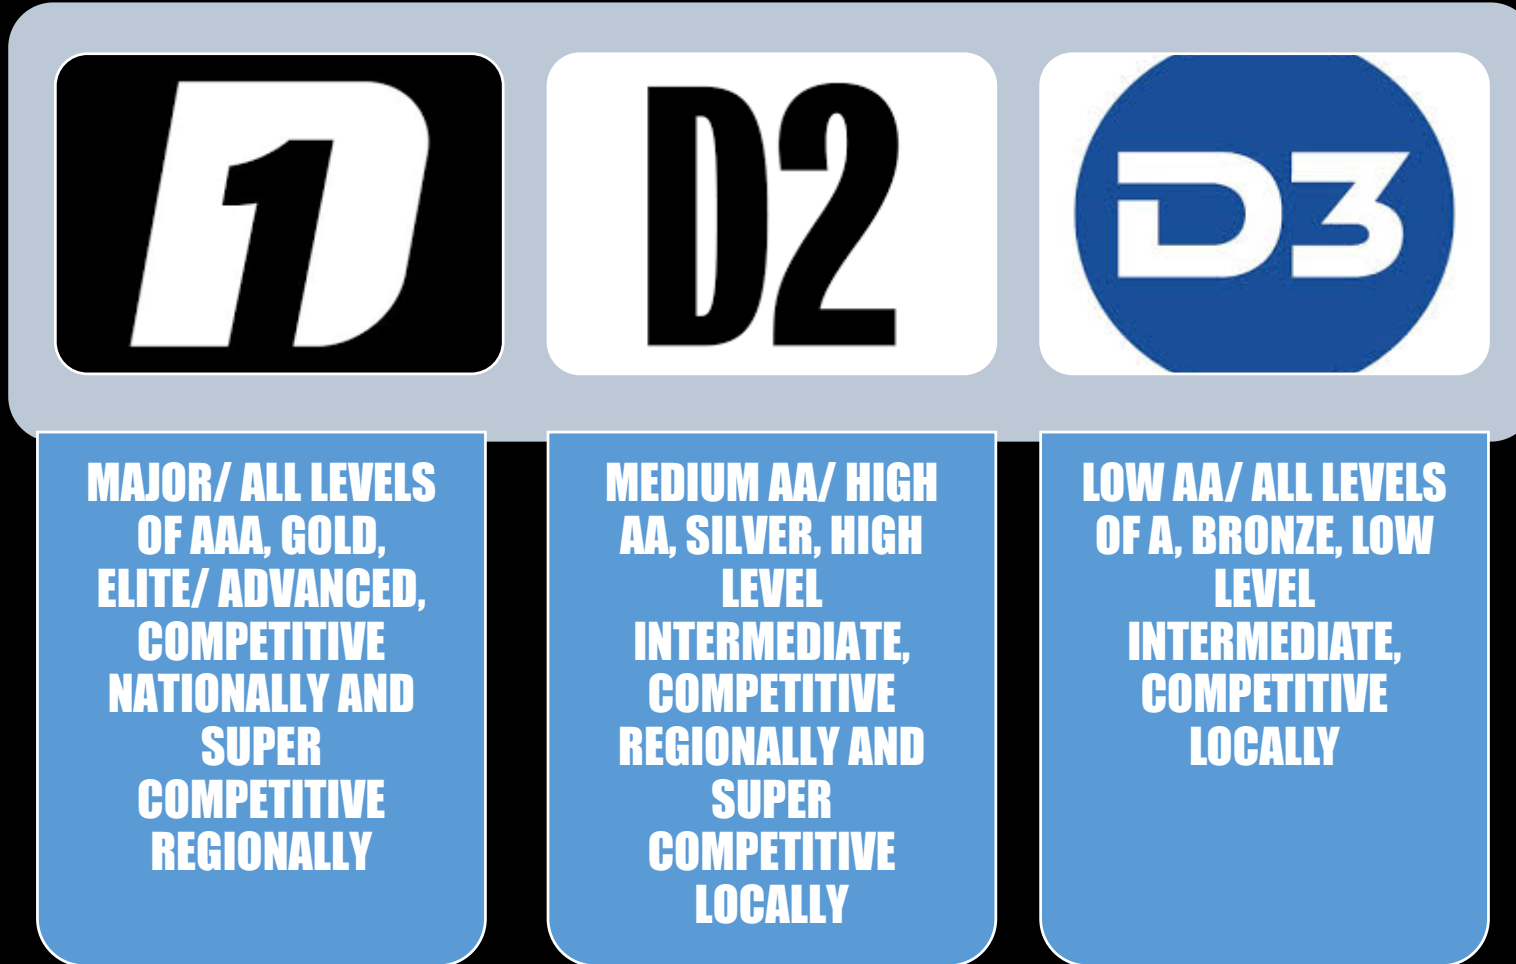 D1
D2
D3
MAJOR/ ALL LEVELS
OF AAA, GOLD,
ELITE/ ADVANCED,
COMPETITIVE
NATIONALLY AND
SUPER
COMPETITIVE
REGIONALLY
MEDIUM AA/ HIGH
AA, SILVER, HIGH
LEVEL
INTERMEDIATE,
COMPETITIVE
REGIONALLY AND
SUPER
COMPETITIVE
LOCALLY
LOW AA/ ALL LEVELS
OF A, BRONZE, LOW
LEVEL
INTERMEDIATE,
COMPETITIVE
LOCALLY